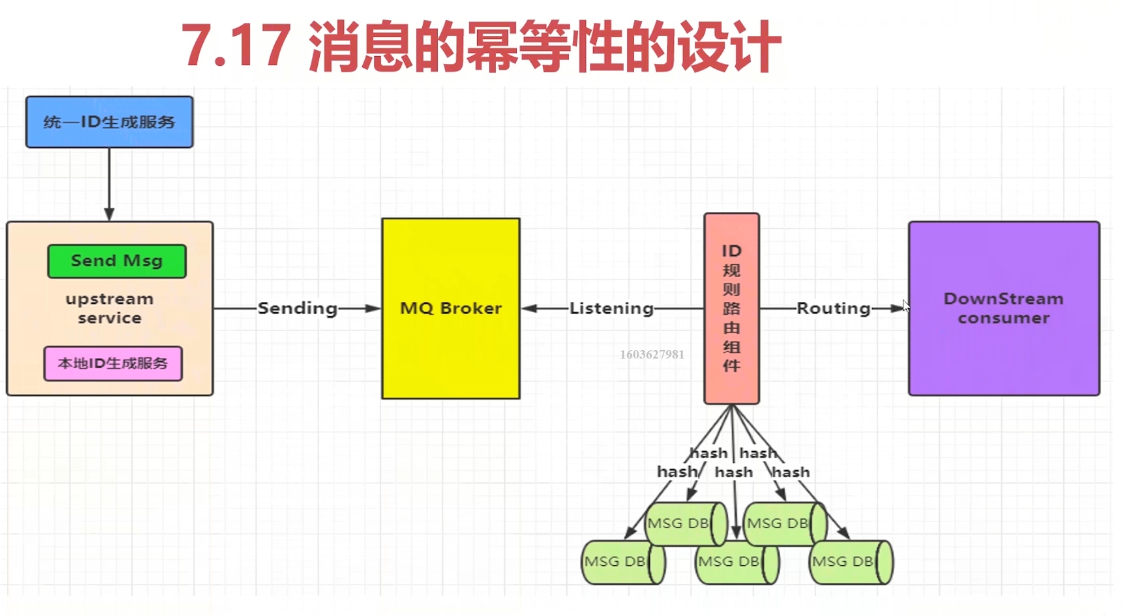 7.17 消息的幂等性的设计
统一ID生成服务
Send Msg
upstream
service
本地ID生成服务
Sending
MQ Broker
Listening
1603627981
ID
规
则
路
由
组
件
Routing
DownStream
consumer
hash
hash
hash
hash
hash
MSG DB
MSG DB
MSG DB
MSG DB
MSG DB